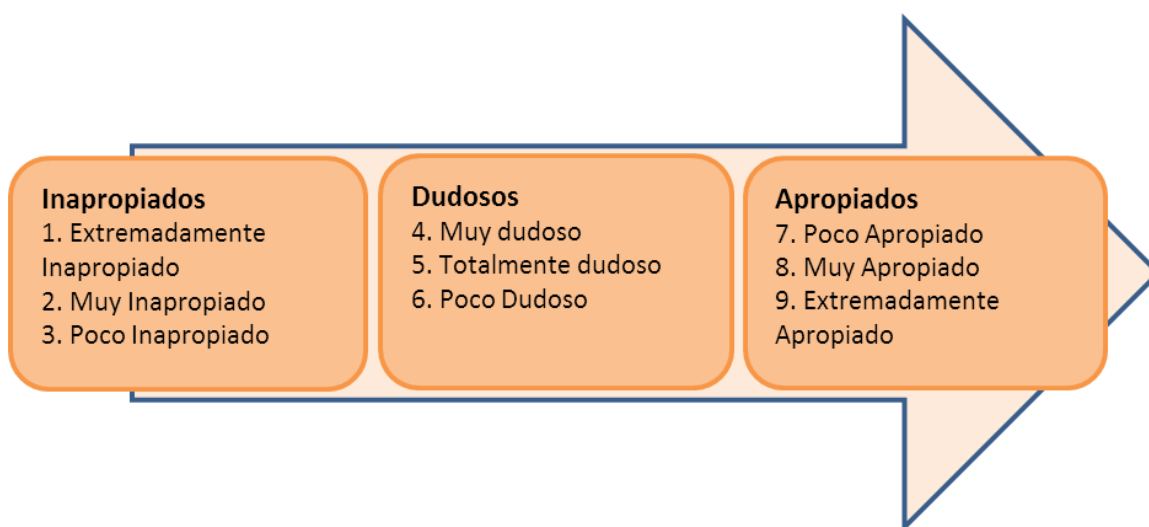 Inapropiados
1. Extremadamente
Inapropiado
2. Muy Inapropiado
3. Poco Inapropiado
Dudosos
4. Muy dudoso
5. Totalmente dudoso
6. Poco Dudoso
Apropiados
7. Poco Apropiado
8. Muy Apropiado
9. Extremadamente
Apropiado